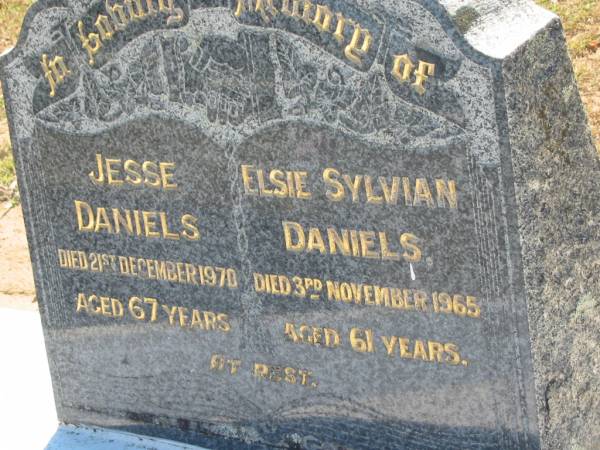 In Loving Memory of
JESSE
DANIELS
DIED 21ST DECEMBER 1970
AGED 67 YEARS
ELSIE SYLVIAN
DANIELS
DIED 3RD NOVEMBER 1965
AGED 61 YEARS.
AT REST.